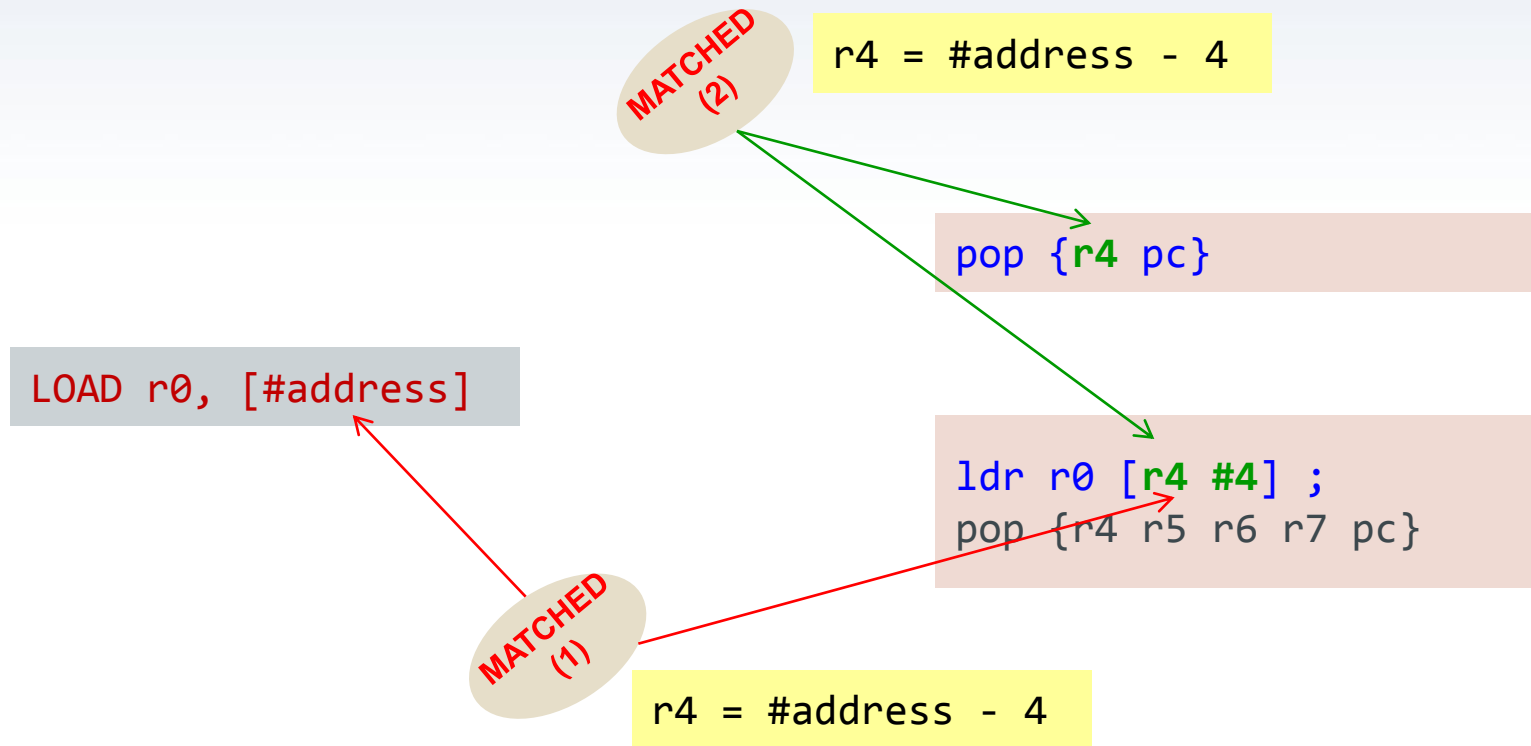 MATCHED
(2)
r4 = #address - 4
pop {r4 pc}
LOAD r0, [#address]
ldr r0 [r4 #4] ;
pop {r4 r5 r6 r7 pc}
MATCHED
(1)
r4 = #address - 4